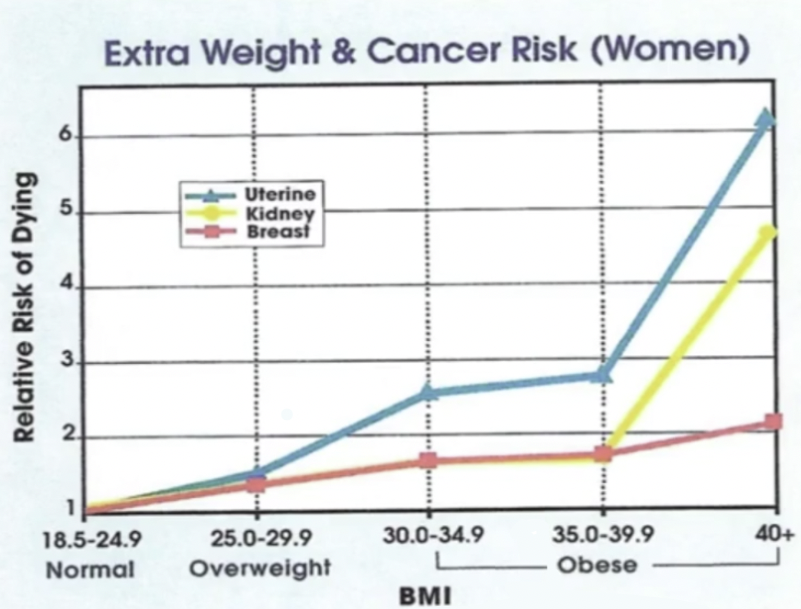 Extra Weight & Cancer Risk (Women)
Relative Risk of Dying
6
5
4
3
2
1
Uterine
Kidney
Breast
18.5-24.9 25.0-29.9 30.0-34.9 35.0-39.9 40+
Normal Overweight Obese
BMI